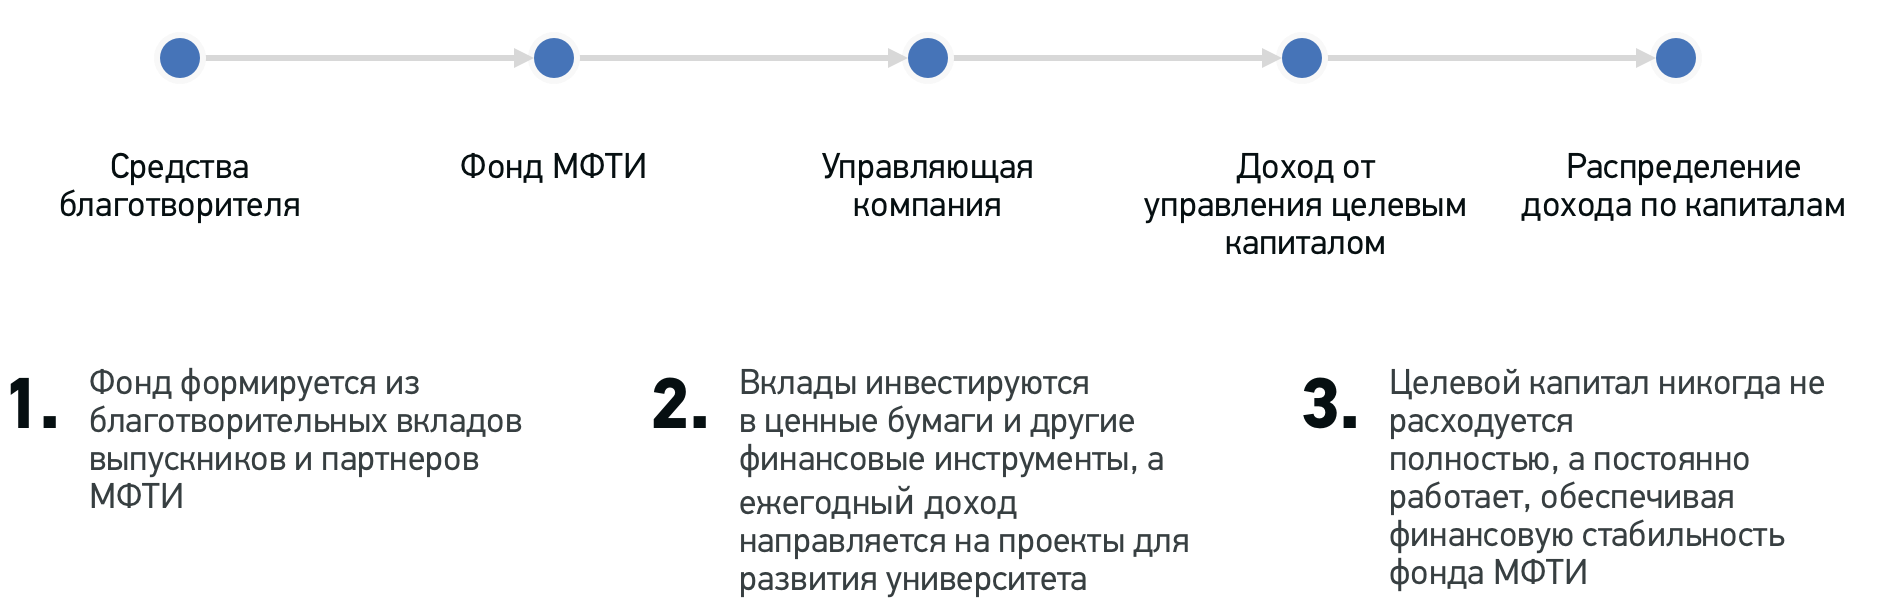 Средства
благотворителя
Фонд МФТИ
Управляющая
компания
Доход от
управления целевым
капиталом
Распределение
дохода по капиталам
1.
Фонд формируется из
благотворительных вкладов
выпускников и партнеров
МФТИ
2.
Вклады инвестируются
в ценные бумаги и другие
финансовые инструменты, а
ежегодный доход
направляется на проекты для
развития университета
3.
Целевой капитал никогда не
расходуется
полностью, а постоянно
работает, обеспечивая
финансовую стабильность
фонда МФТИ